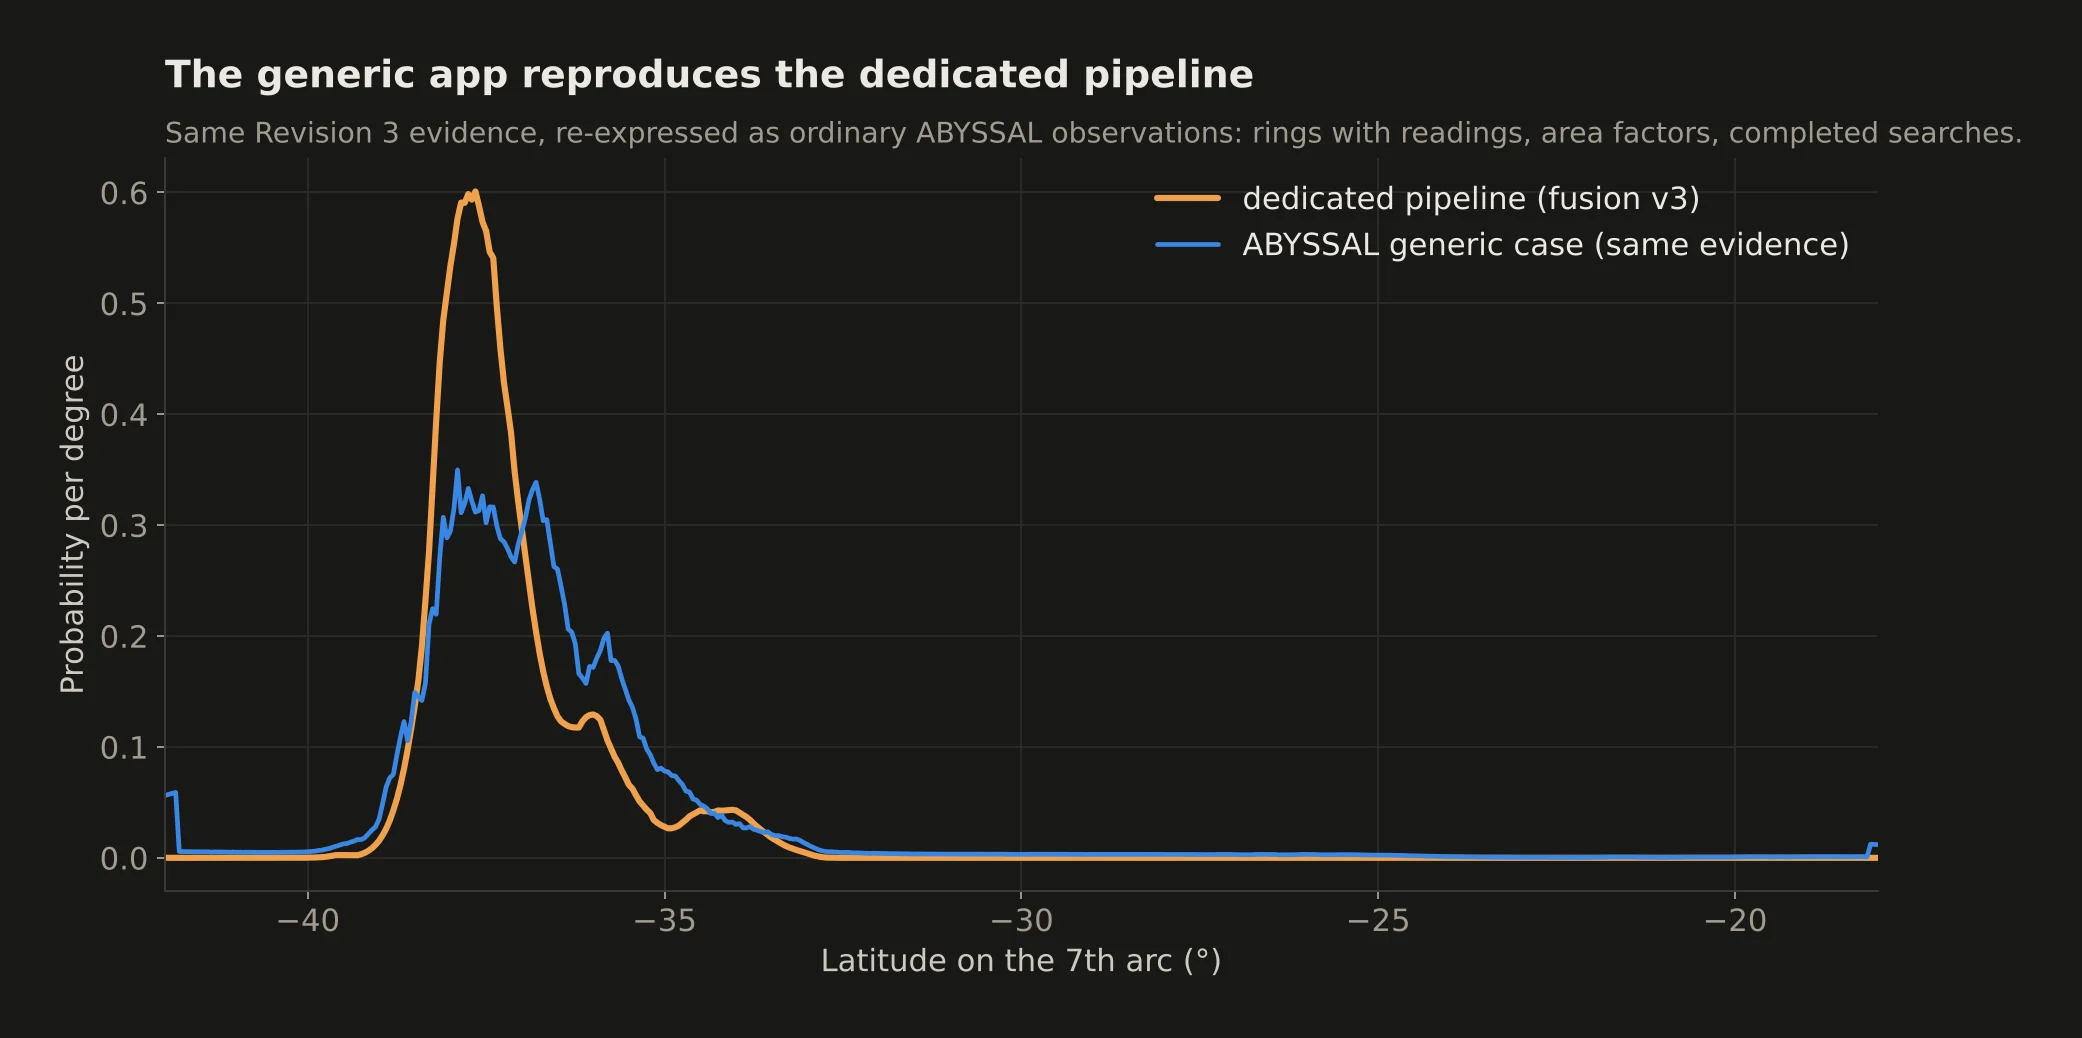 The generic app reproduces the dedicated pipeline
Same Revision 3 evidence, re-expressed as ordinary ABYSSAL observations: rings with readings, area factors, completed searches.
dedicated pipeline (fusion v3)
ABYSSAL generic case (same evidence)
Probability per degree
0.6
0.5
0.4
0.3
0.2
0.1
0.0
−40
−35
−30
−25
−20
Latitude on the 7th arc (°)